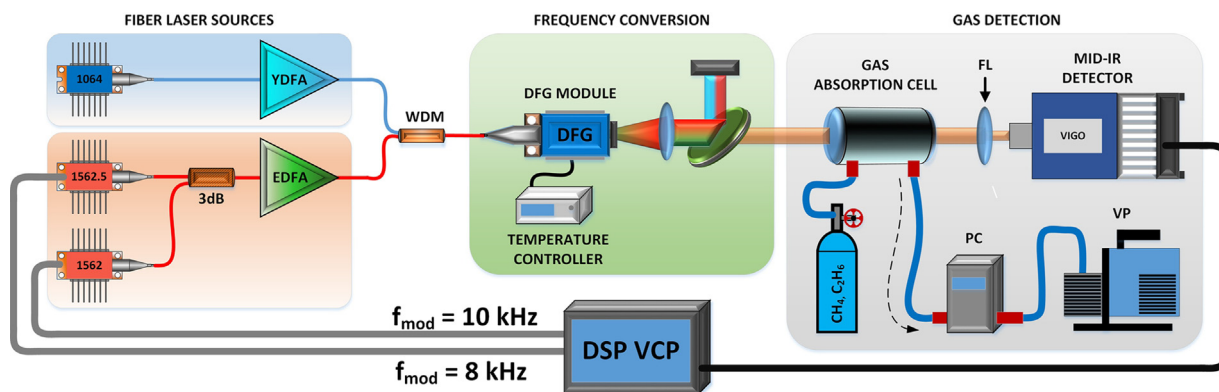 FIBER LASER SOURCES
FREQUENCY CONVERSION
GAS DETECTION
1064
YDFA
WDM
1562.5
3dB
EDFA
1562
DFG MODULE
DFG
TEMPERATURE
CONTROLLER
GAS
ABSORPTION CELL
FL
MID-IR
DETECTOR
VIGO
CH₄, C₂H₆
PC
VP
f_mod = 10 kHz
f_mod = 8 kHz
DSP VCP